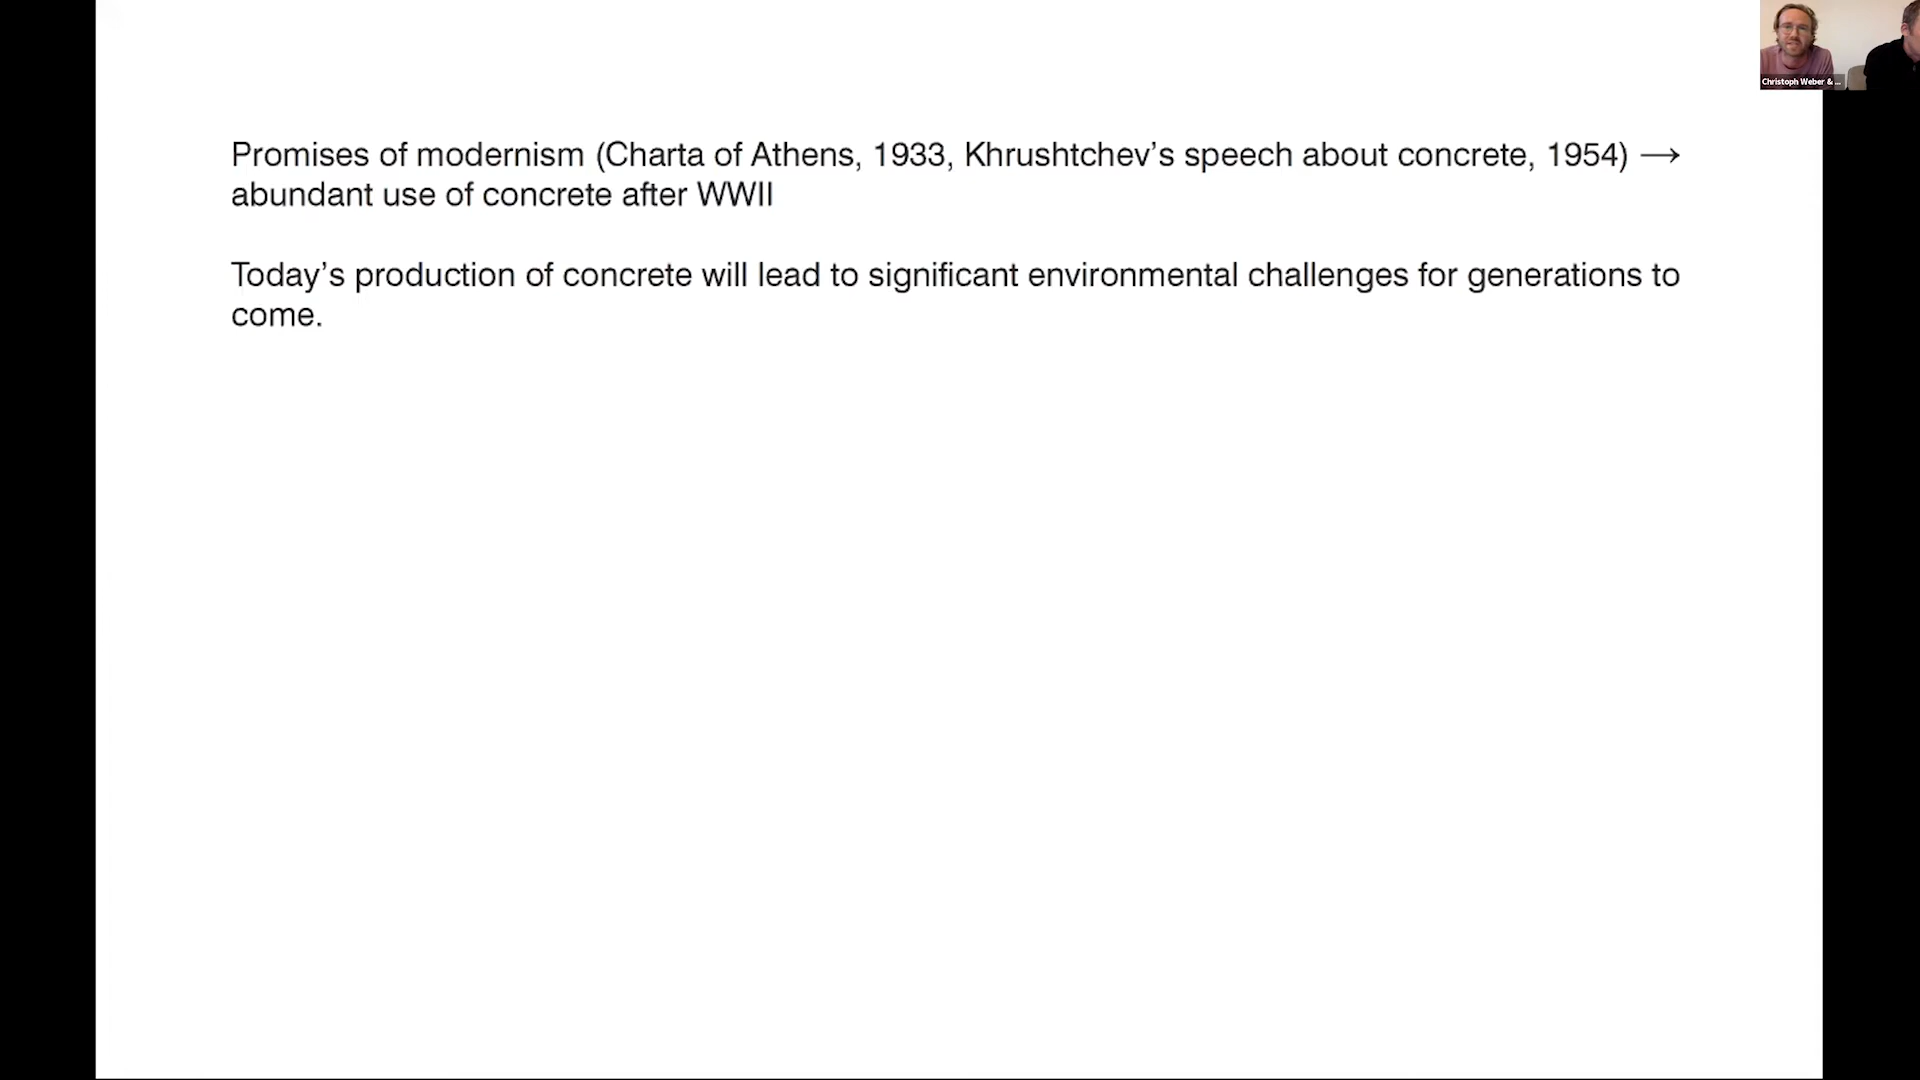 Christoph Weber & ...
Promises of modernism (Charta of Athens, 1933, Khrushtchev’s speech about concrete, 1954) ⟶
abundant use of concrete after WWII
Today’s production of concrete will lead to significant environmental challenges for generations to
come.